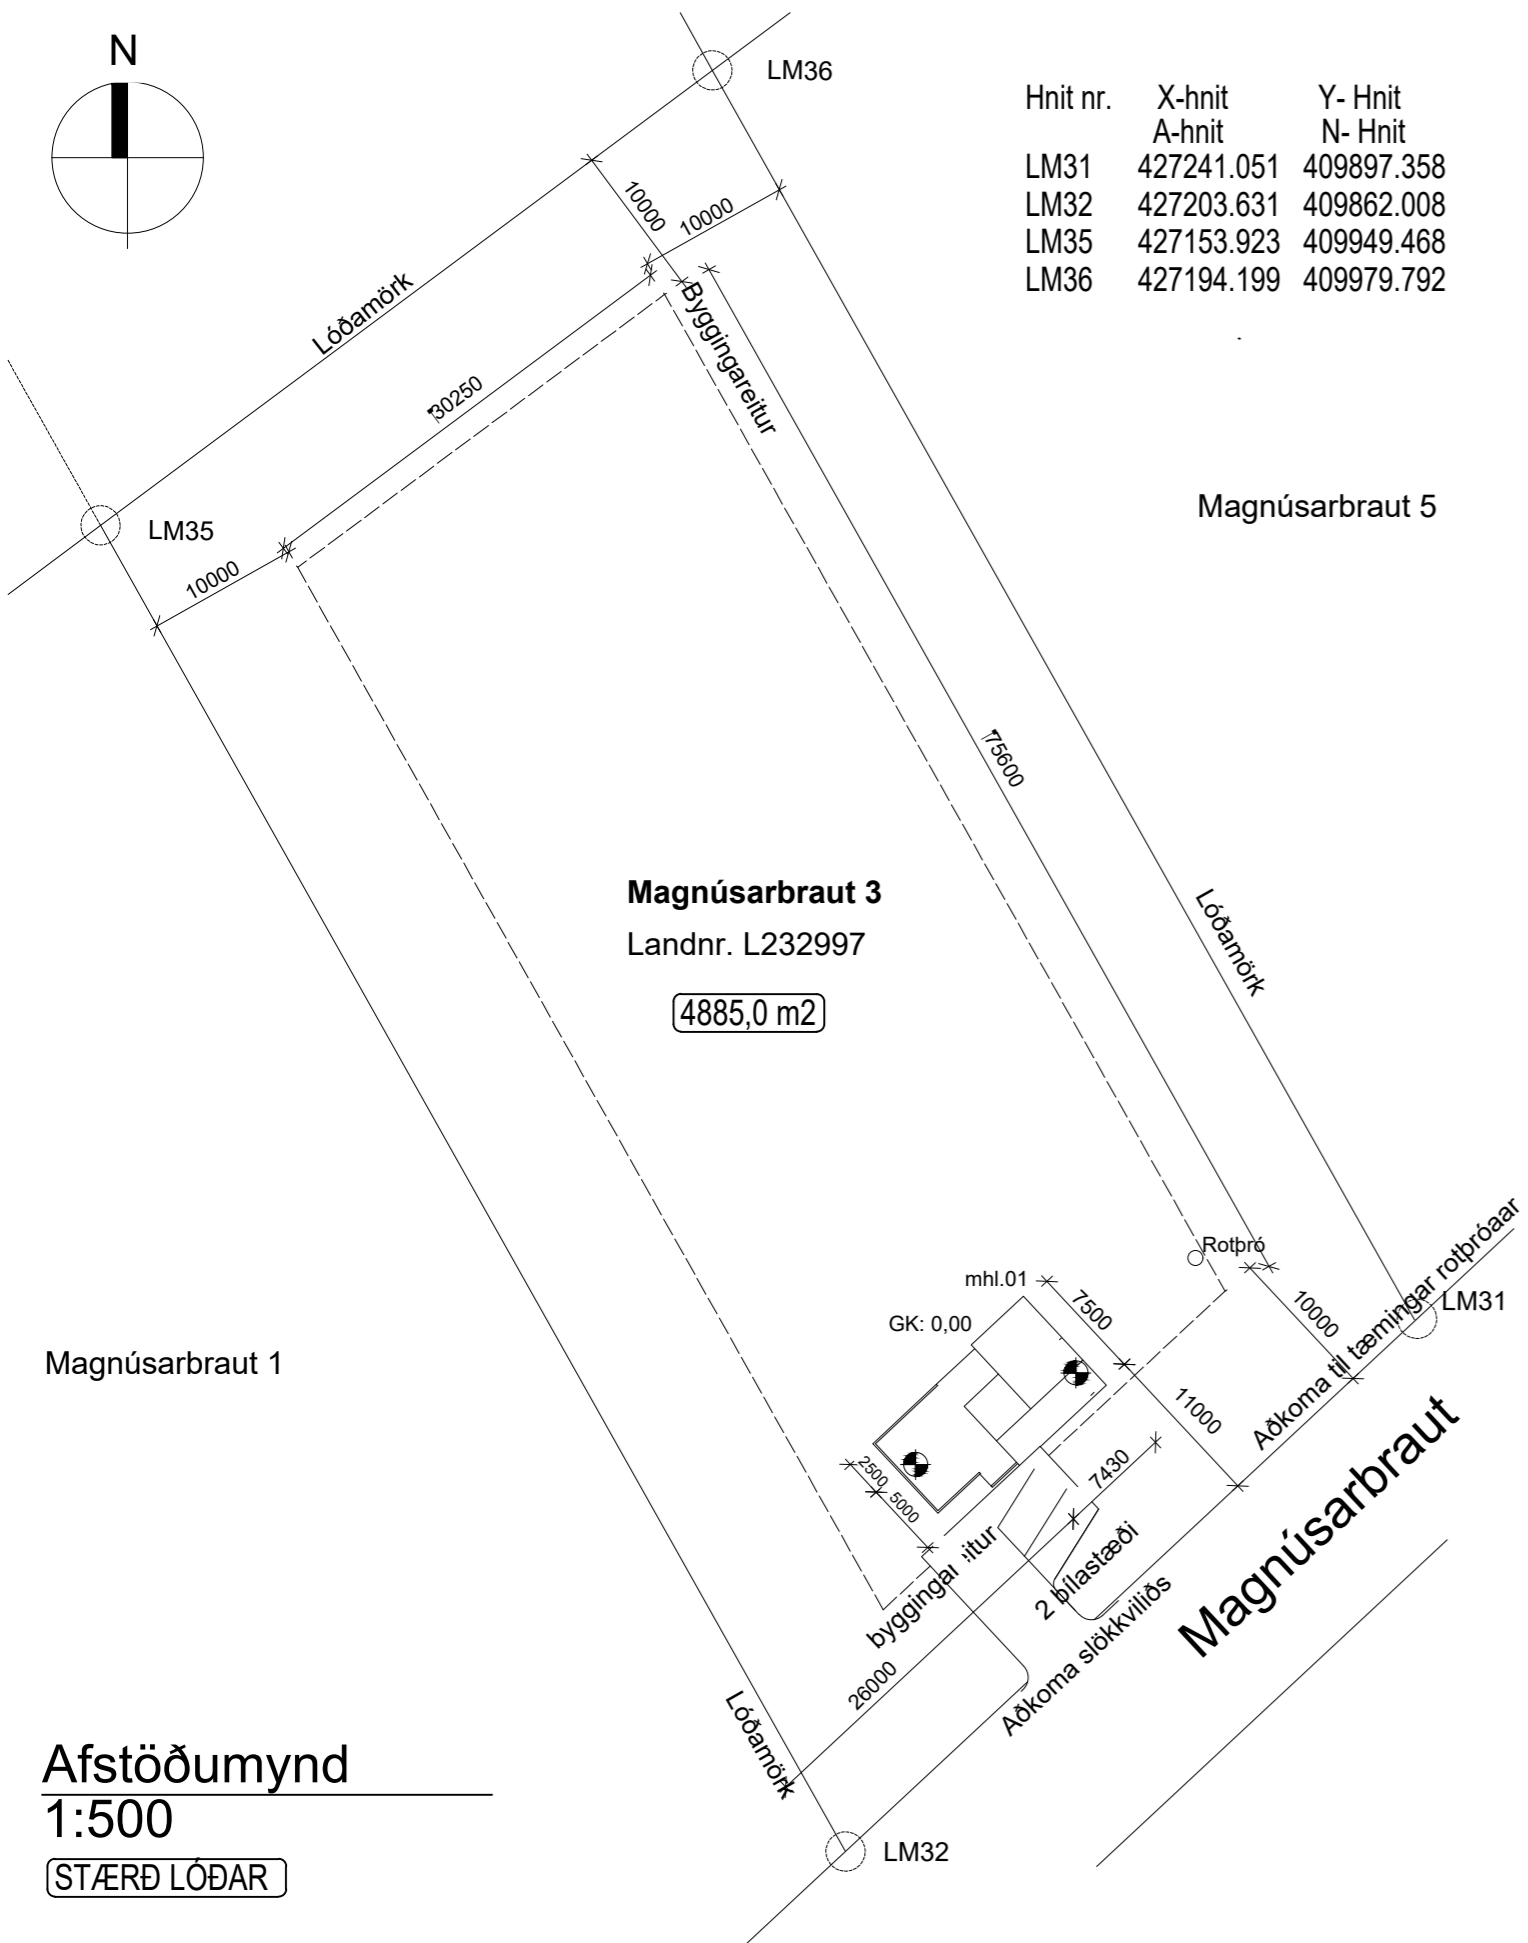 N
LM36
Hnit nr. X-hnit Y- Hnit
A-hnit N- Hnit
LM31 427241.051 409897.358
LM32 427203.631 409862.008
LM35 427153.923 409949.468
LM36 427194.199 409979.792
10000
10000
Lóðamörk
Byggingareitur
30250
Magnúsarbraut 5
LM35
10000
75600
Magnúsarbraut 3
Landnr. L232997
4885,0 m2
Lóðamörk
Rotþró
Aðkoma til tæmingar rotþróaar
LM31
mhl.01
7500
10000
GK: 0,00
Magnúsarbraut 1
11000
7430
2500
5000
Magnúsarbraut
2 bílastæði
26000
Aðkoma slökkviliðs
Lóðamörk
LM32
Afstöðumynd
1:500
STÆRÐ LÓÐAR